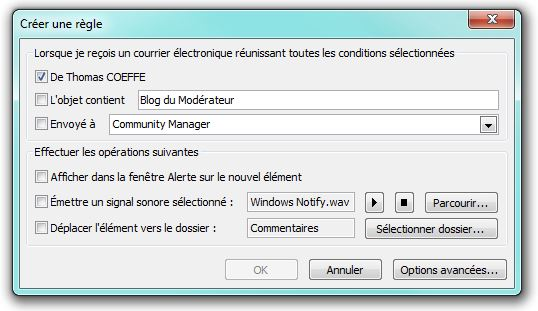 Créer une règle
Lorsque je reçois un courrier électronique réunissant toutes les conditions sélectionnées
De Thomas COEFFE
L'objet contient Blog du Modérateur
Envoyé à Community Manager
Effectuer les opérations suivantes
Afficher dans la fenêtre Alerte sur le nouvel élément
Émettre un signal sonore sélectionné : Windows Notify.wav Parcourir...
Déplacer l'élément vers le dossier : Commentaires Sélectionner dossier...
OK Annuler Options avancées...